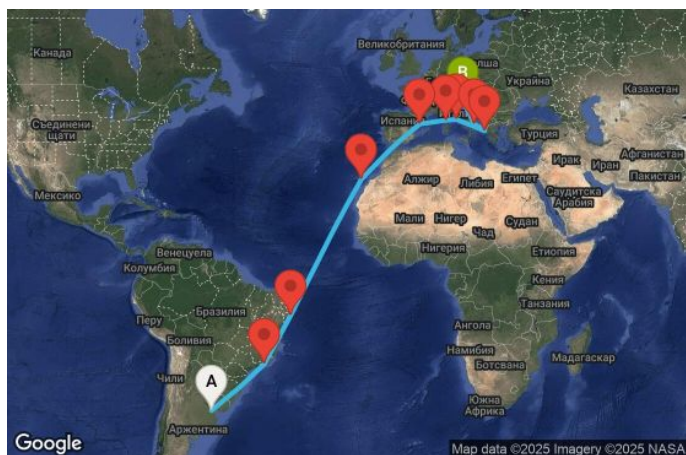 Канада
Великобритания
B
лша
Украйна
Казахстан
Съединени
щати
Испани
Турция
Ирак
Иран
Афганистан
Пакистан
Мексико
Алжир
Либия
Египет
Саудитска
Арабия
Мали
Нигер
Чад
Судан
Венецуела
Колумбия
Нигерия
Етиопия
Кения
Бразилия
Перу
Танзания
Боливия
Ангола
Намибия
Ботсвана
Мадагаскар
Чили
A
Южна
Африка
Аржентина
Google
Map data ©2025 Imagery ©2025 NASA